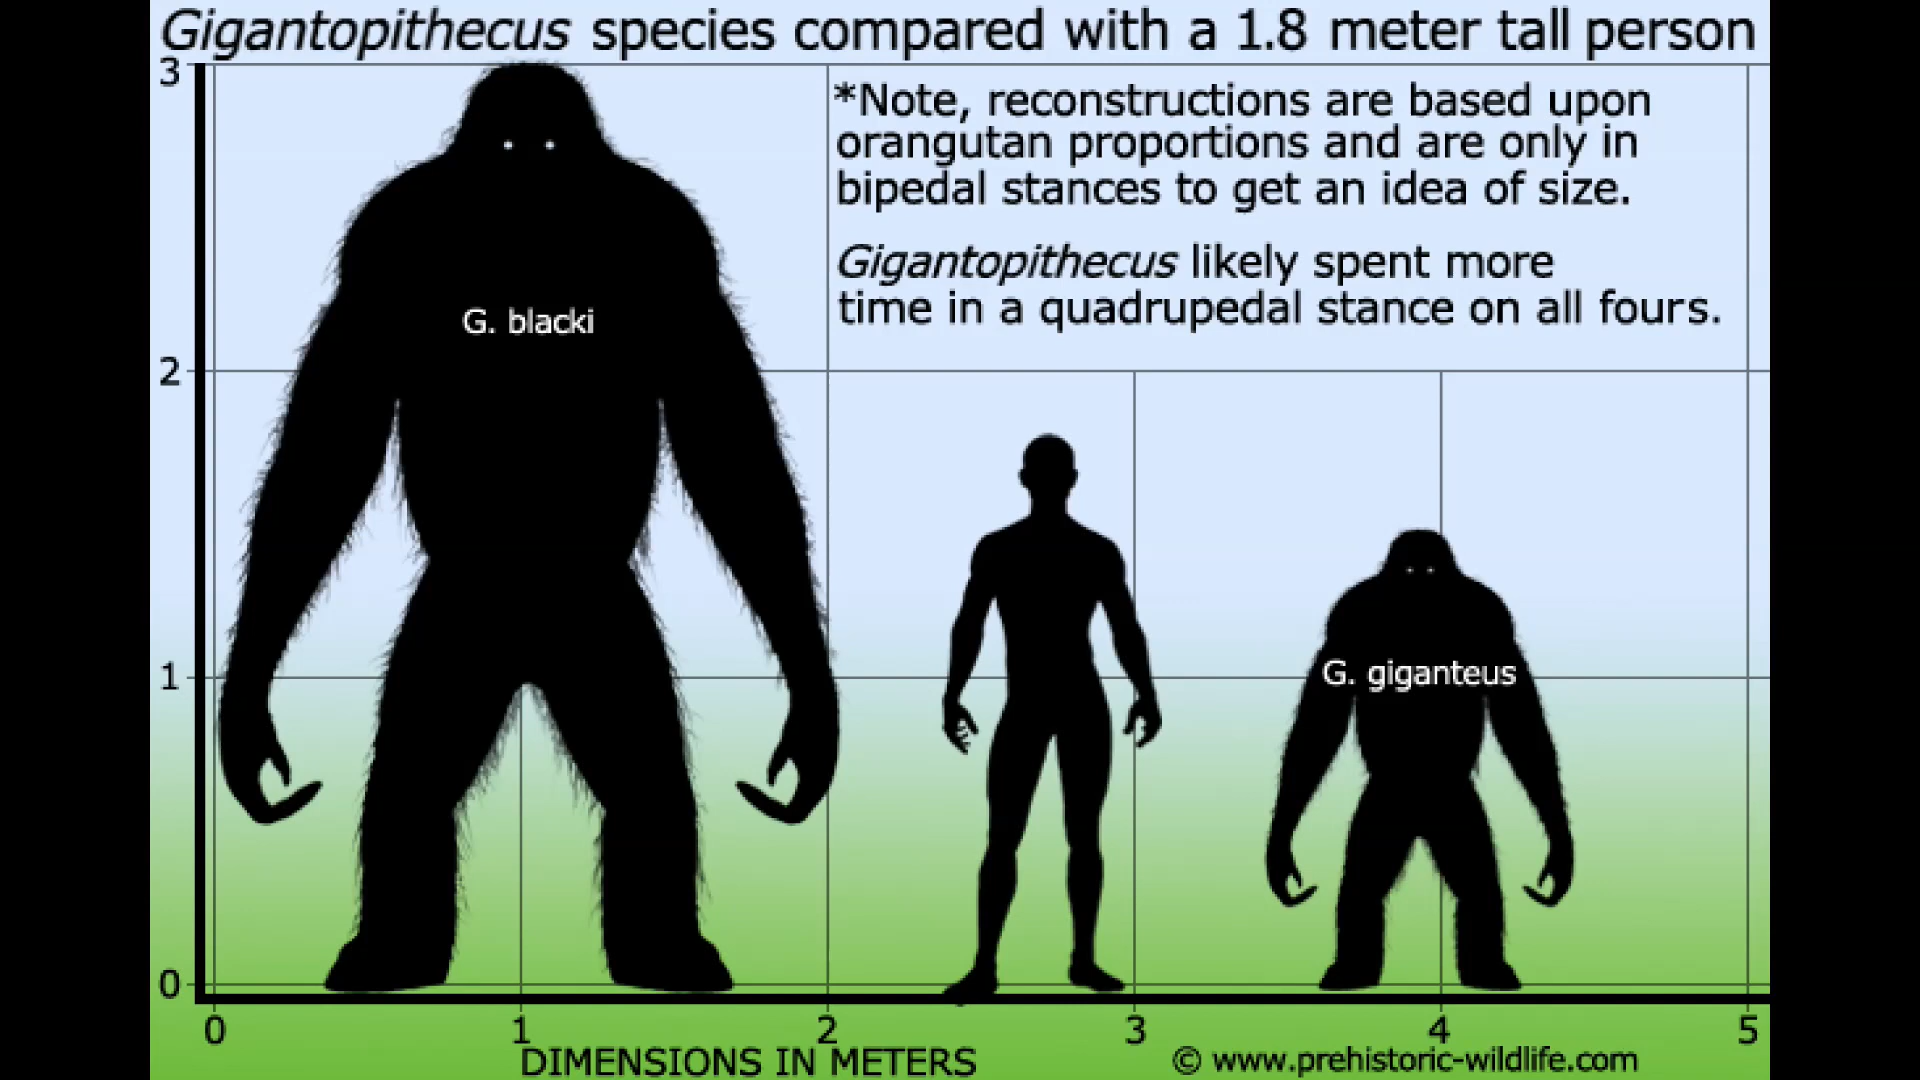 Gigantopithecus species compared with a 1.8 meter tall person
3
*Note, reconstructions are based upon
orangutan proportions and are only in
bipedal stances to get an idea of size.
Gigantopithecus likely spent more
time in a quadrupedal stance on all fours.
G. blacki
2
G. giganteus
1
0
0 1 2 3 4 5
DIMENSIONS IN METERS
© www.prehistoric-wildlife.com